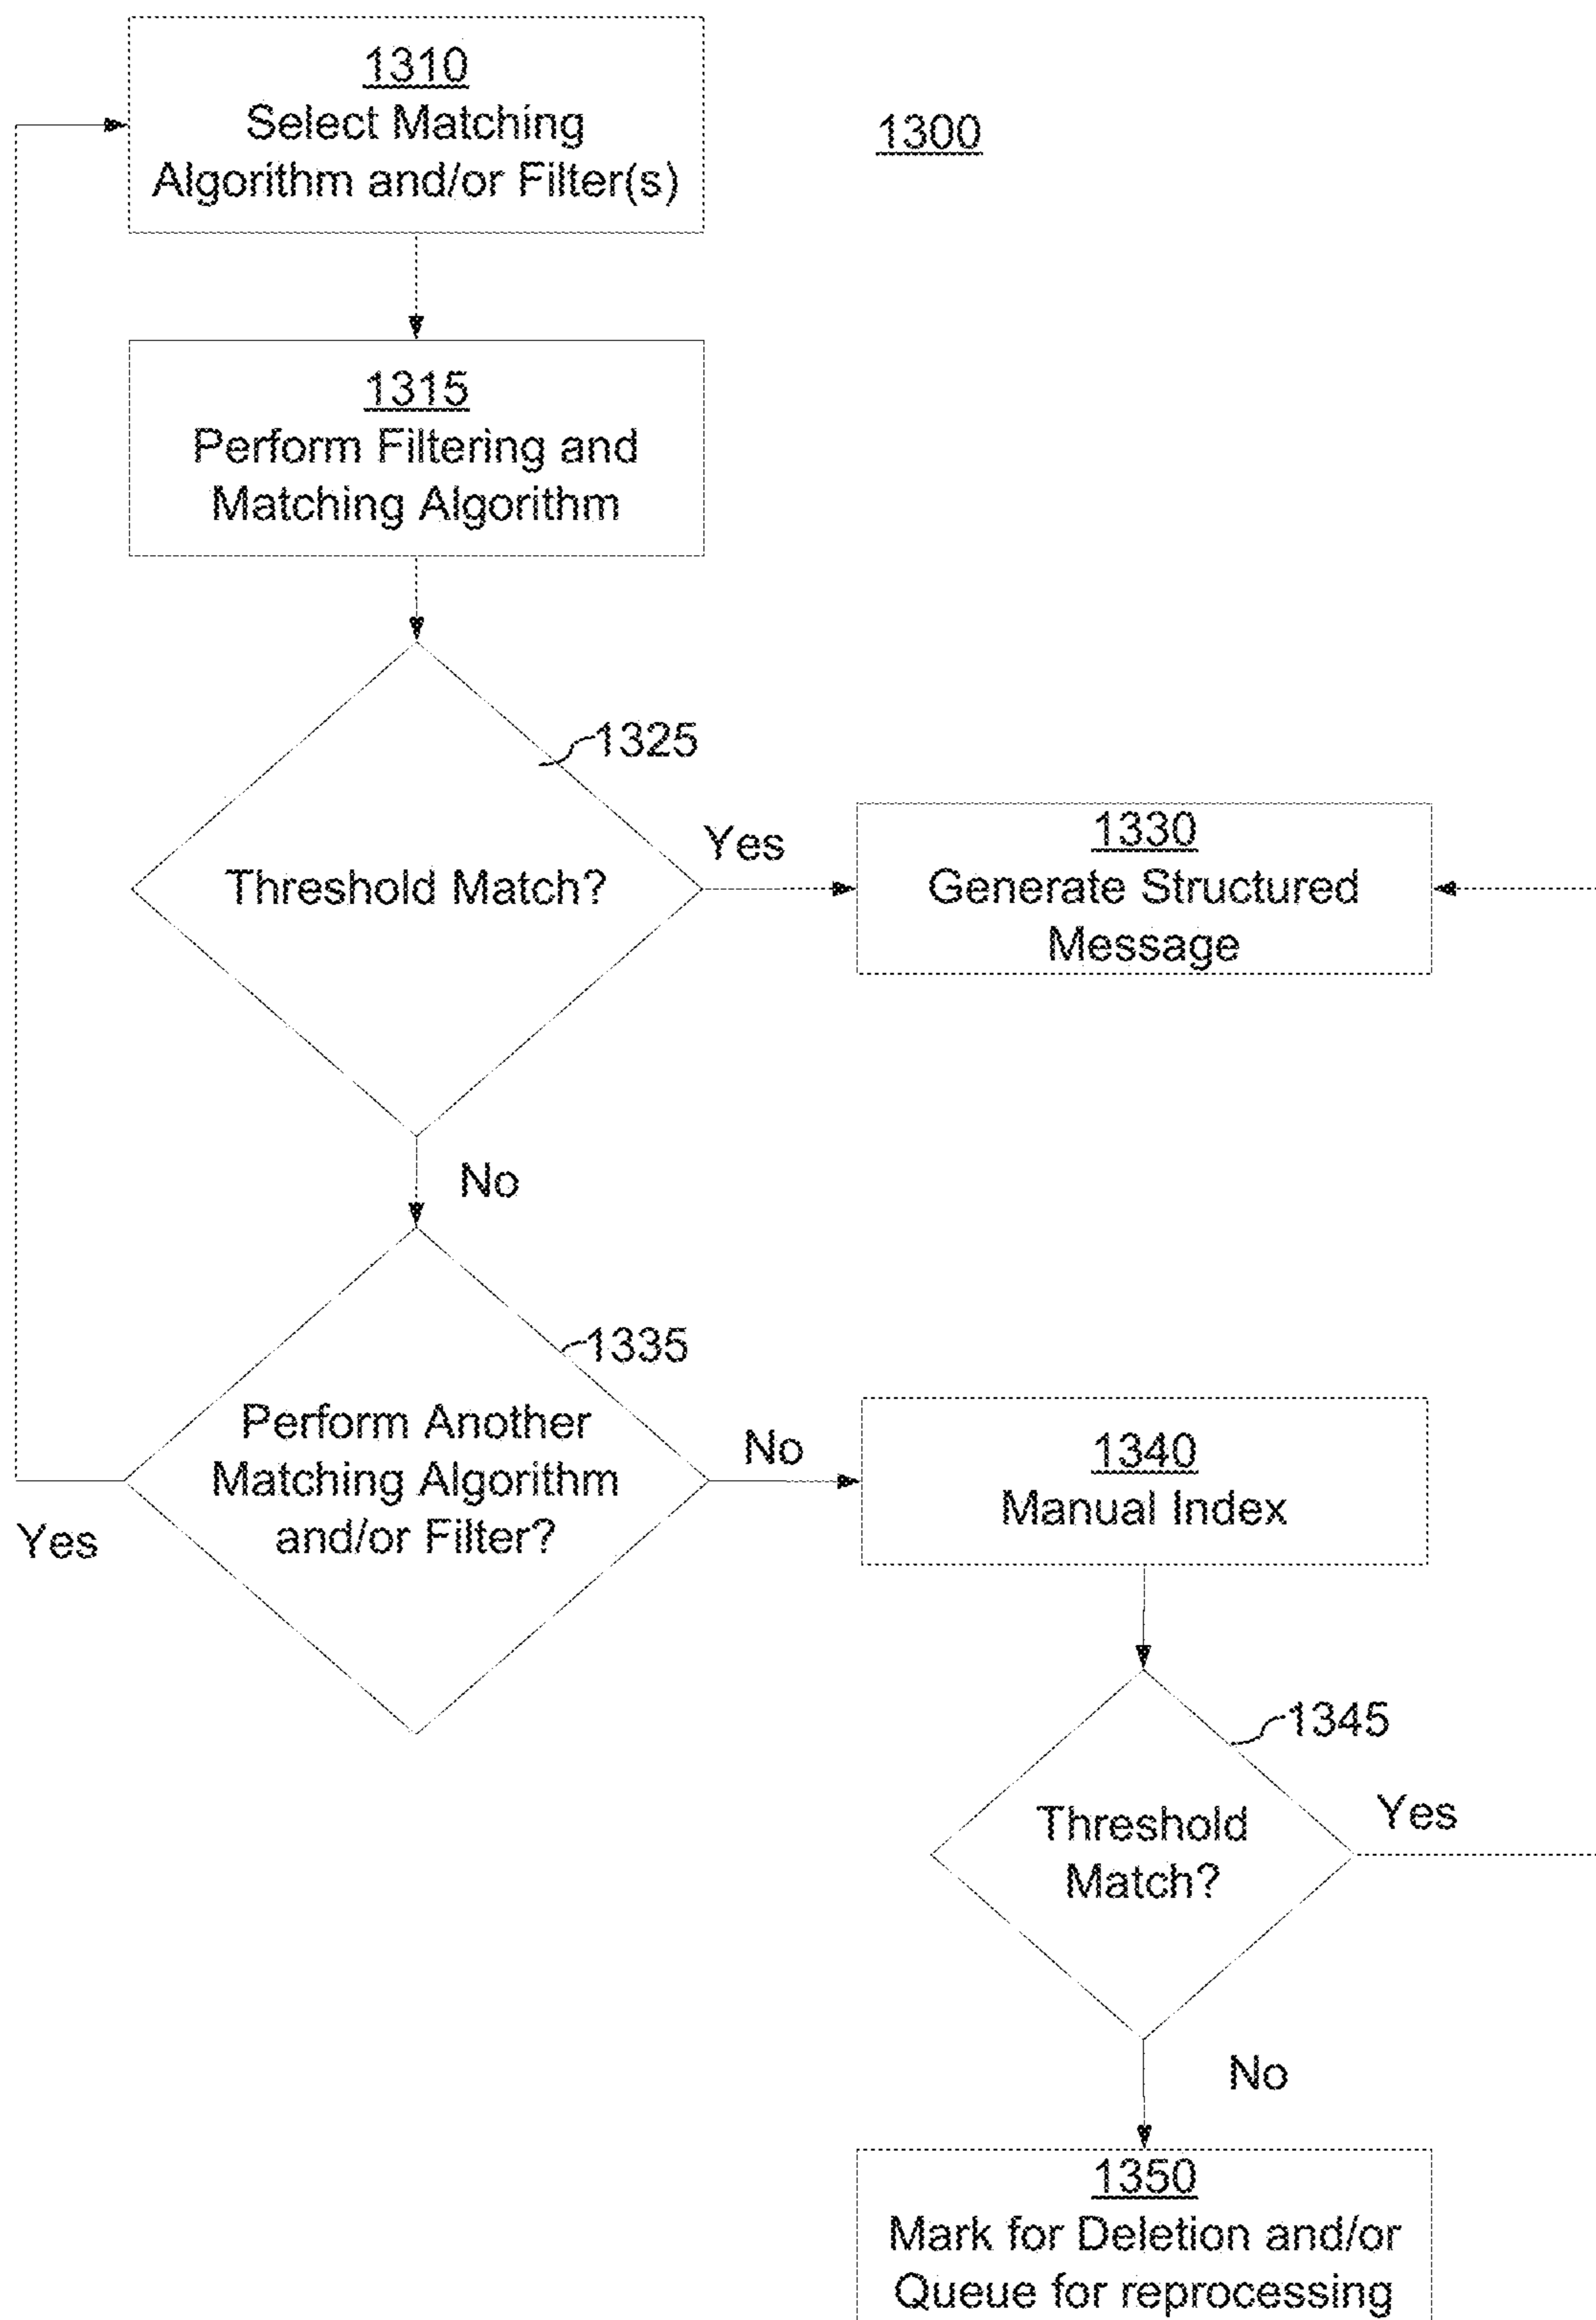 1310
Select Matching
Algorithm and/or Filter(s)
1300
1315
Perform Filtering and
Matching Algorithm
1325
Threshold Match?
Yes
1330
Generate Structured
Message
No
1335
Perform Another
Matching Algorithm
and/or Filter?
Yes
No
1340
Manual Index
1345
Threshold
Match?
Yes
No
1350
Mark for Deletion and/or
Queue for reprocessing